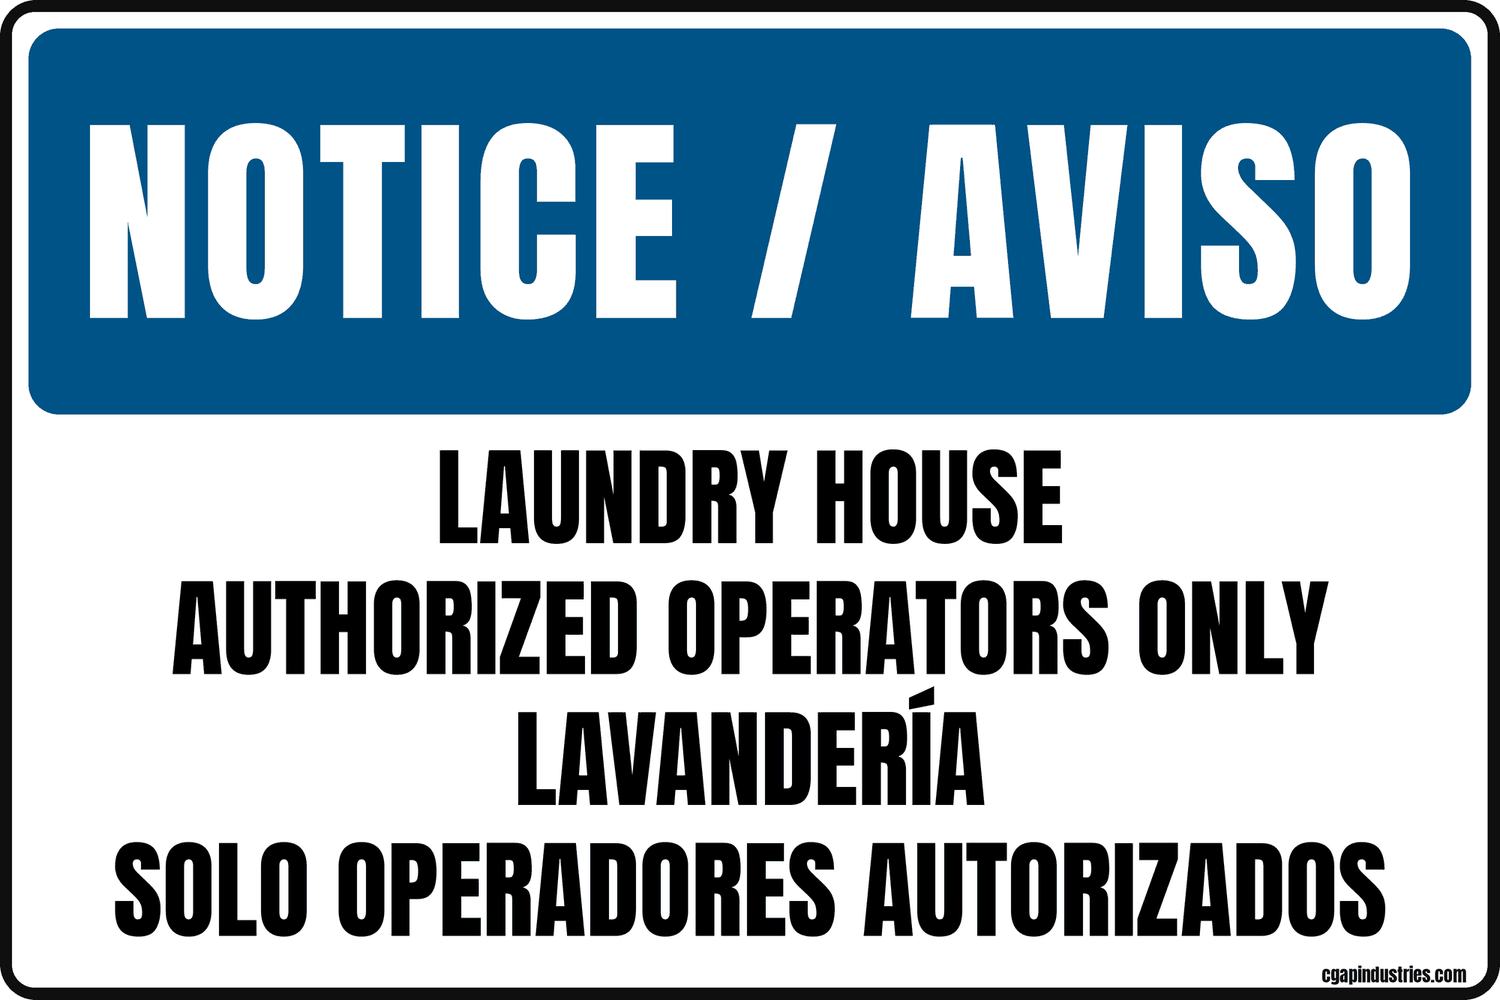 NOTICE / AVISO
LAUNDRY HOUSE
AUTHORIZED OPERATORS ONLY
LAVANDERÍA
SOLO OPERADORES AUTORIZADOS
cgapindustries.com